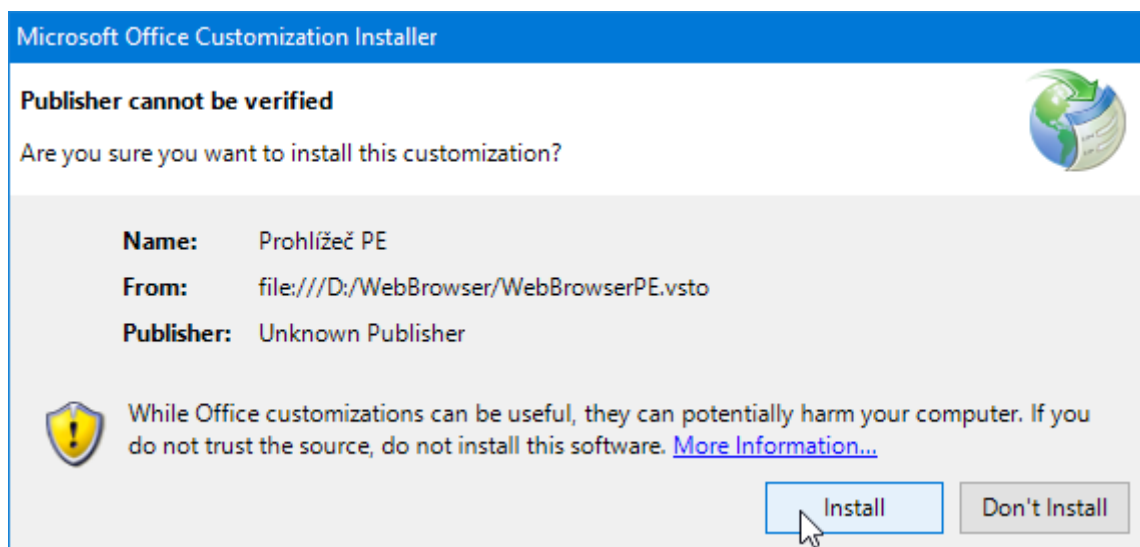 Microsoft Office Customization Installer
Publisher cannot be verified
Are you sure you want to install this customization?
Name: Prohlížeč PE
From: file:///D:/WebBrowser/WebBrowserPE.vsto
Publisher: Unknown Publisher
While Office customizations can be useful, they can potentially harm your computer. If you
do not trust the source, do not install this software. More Information...
Install Don't Install